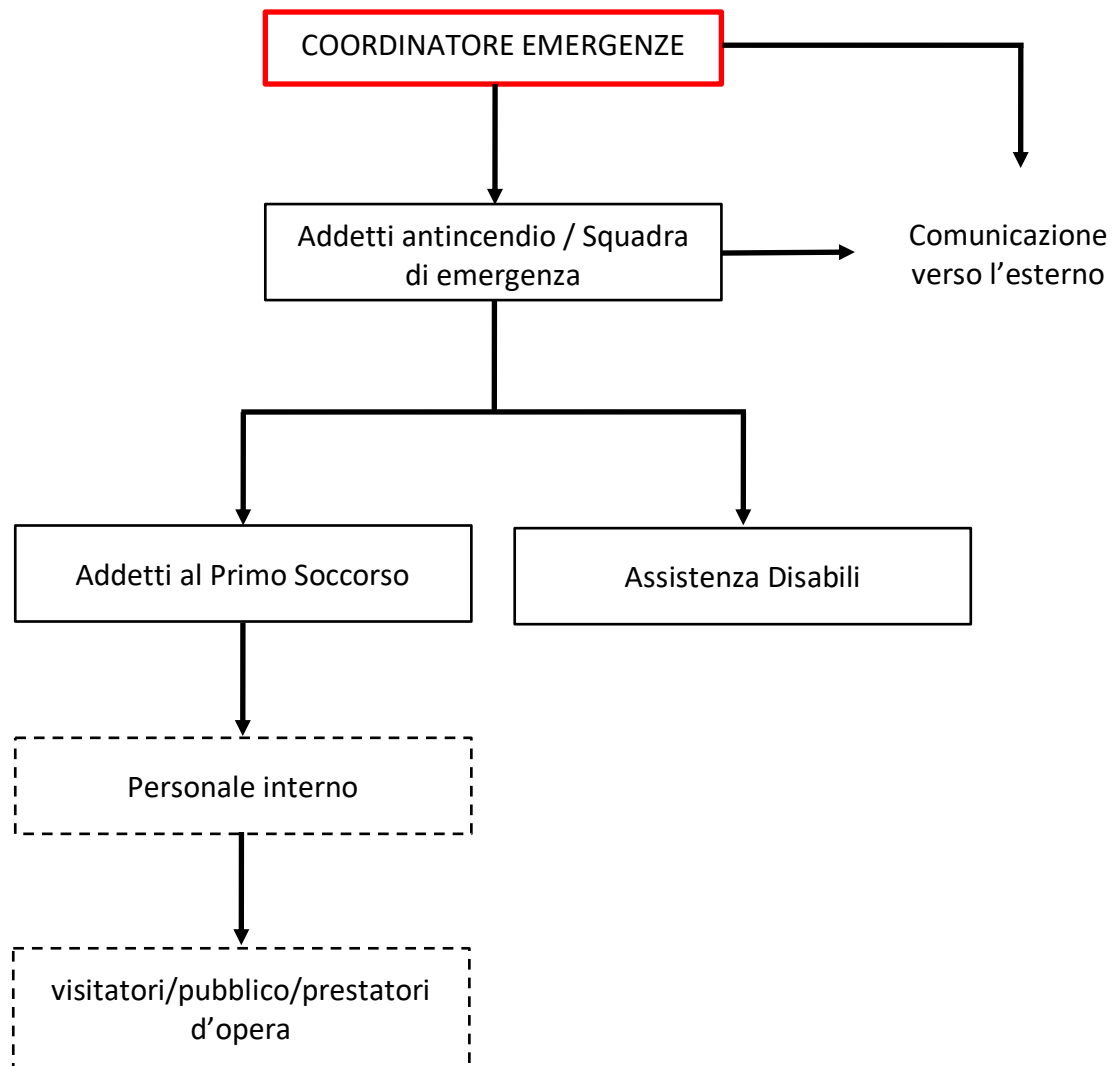 COORDINATORE EMERGENZE
Addetti antincendio / Squadra
di emergenza
Comunicazione
verso l’esterno
Addetti al Primo Soccorso
Assistenza Disabili
Personale interno
visitatori/pubblico/prestatori
d’opera